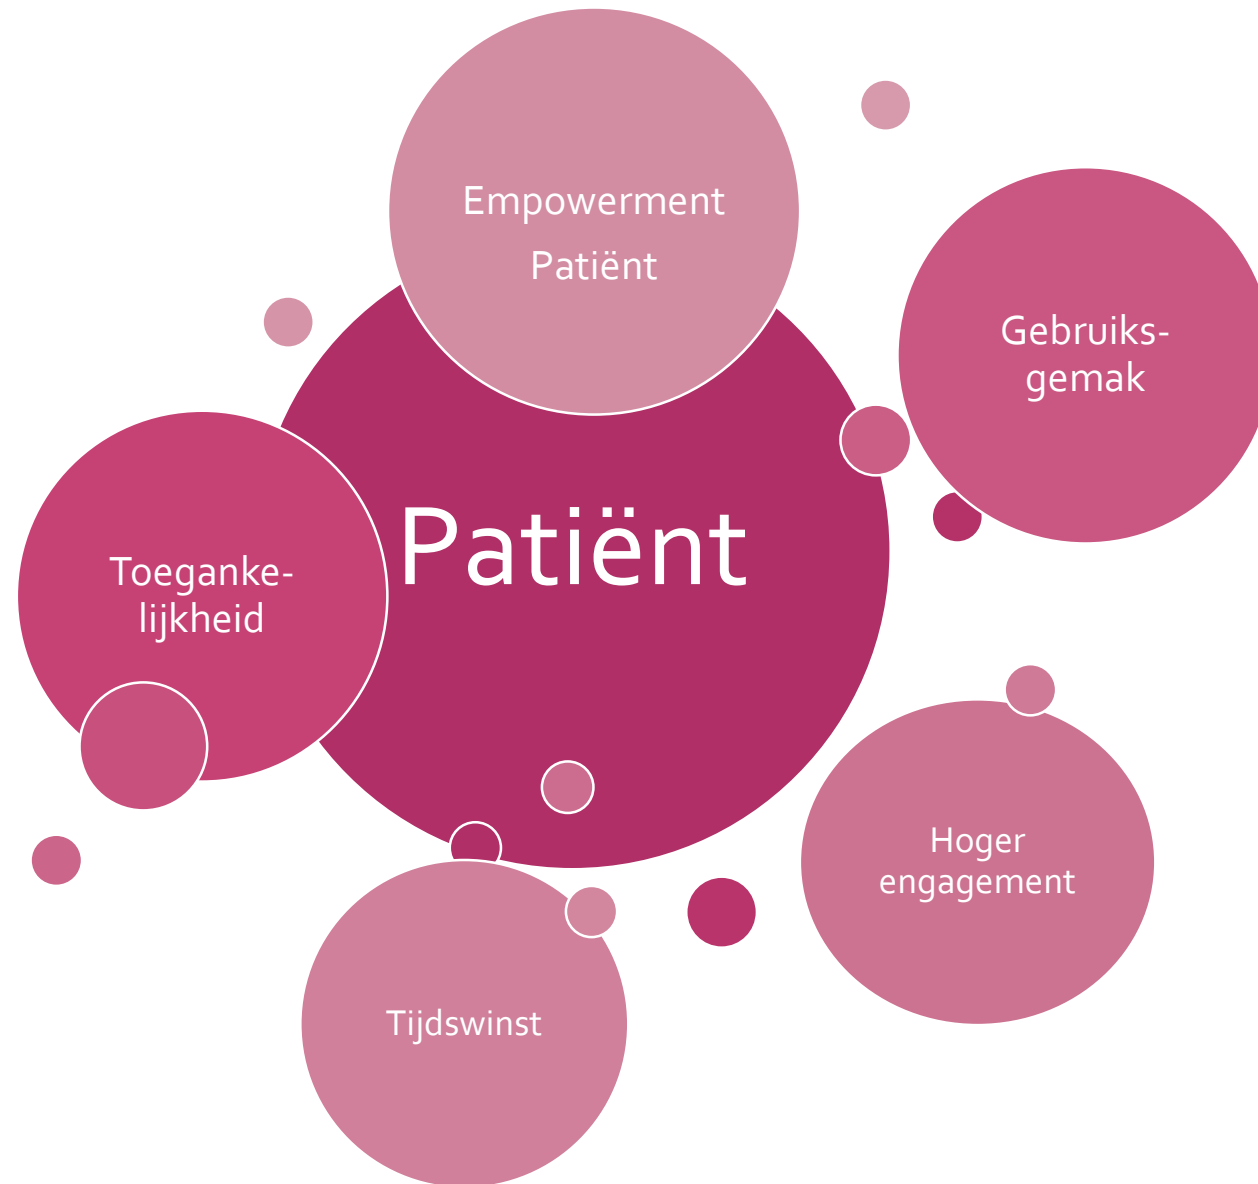 Empowerment
Patiënt
Gebruiks-
gemak
Patiënt
Toeganke-
lijkheid
Hoger
engagement
Tijdswinst